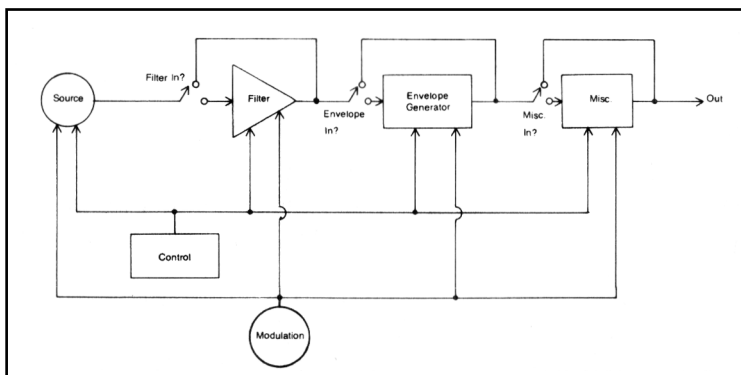 Filter In?
Source
Filter
Envelope
In?
Envelope
Generator
Misc.
In?
Misc
Out
Control
Modulation